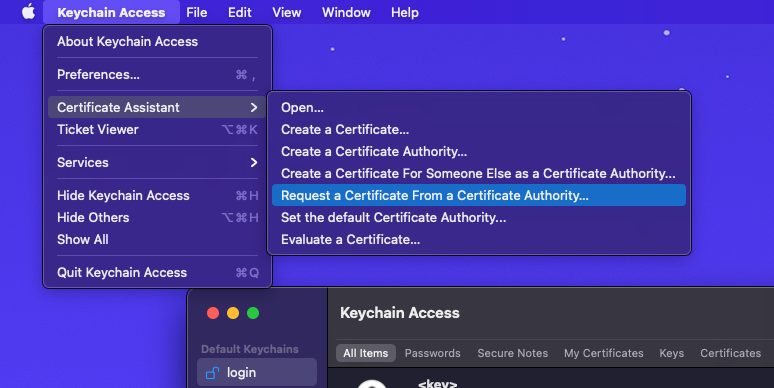 Keychain Access File Edit View Window Help
About Keychain Access
Preferences... ⌘ ,
Certificate Assistant >
Ticket Viewer ⌥⌘K
Services >
Hide Keychain Access ⌘H
Hide Others ⌥⌘H
Show All
Quit Keychain Access ⌘Q
Open...
Create a Certificate...
Create a Certificate Authority...
Create a Certificate For Someone Else as a Certificate Authority...
Request a Certificate From a Certificate Authority...
Set the default Certificate Authority...
Evaluate a Certificate...
Keychain Access
Default Keychains
login
All Items Passwords Secure Notes My Certificates Keys Certificates
<key>